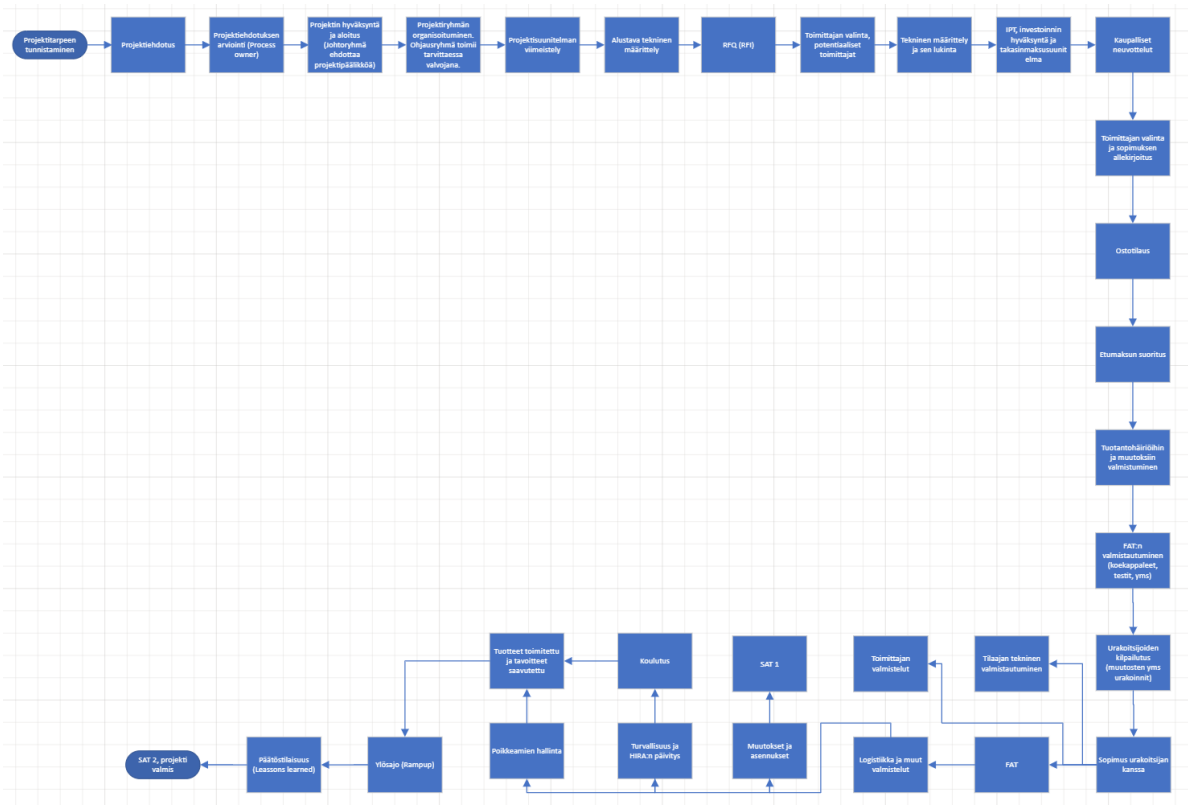 Projektitarpeen
tunnistaminen
Projektiehdotus
Projektiehdotuksen
arviointi (Process
owner)
Projektin hyväksyntä
ja aloitus
(Johtoryhmä
ehdottaa
projektipäälikköä)
Projektiryhmän
organisoituminen.
Ohjausryhmä toimii
tarvittaessa
valvojana.
Projektisuunitelman
viimeistely
Alustava tekninen
määrittely
RFQ (RFI)
Toimittajan valinta,
potentiaaliset
toimittajat
Tekninen määrittely
ja sen lukinta
IPT, investoinnin
hyväksyntä ja
takasinmaksusuunit
elma
Kaupalliset
neuvottelut
Toimittajan valinta
ja sopimuksen
allekirjoitus
Ostotilaus
Etumaksun suoritus
Tuotantohäiriöihin
ja muutoksiin
valmistuminen
FAT:n
valmistautuminen
(koekappaleet,
testit, yms)
Urakoitsijoiden
kilpailutus
(muutosten yms
urakoinnit)
Tilaajan tekninen
valmistautuminen
Toimittajan
valmistelut
SAT 1
Koulutus
Tuotteet toimitettu
ja tavoitteet
saavutettu
Sopimus urakoitsijan
kanssa
FAT
Logistiikka ja muut
valmistelut
Muutokset ja
asennukset
Turvallisuus ja
HIRA:n päivitys
Poikkeamien hallinta
Ylösajo (Rampup)
Päätöstilaisuus
(Leassons learned)
SAT 2, projekti
valmis